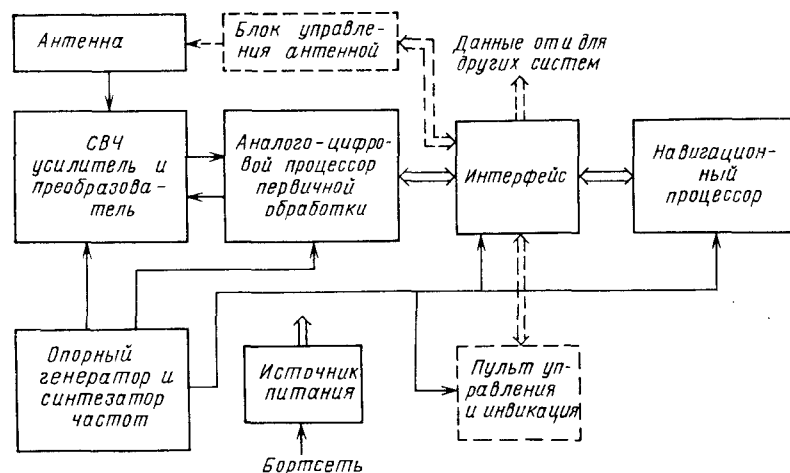 Антенна
Блок управле-
ния антенной
Данные от и для
других систем
СВЧ
усилитель и
преобразова-
тель
Аналого-цифро-
вой процессор
первичной
обработки
Интерфейс
Навигацион-
ный
процессор
Опорный
генератор и
синтезатор
частот
Источник
питания
Пульт уп-
равления
и инвикация
Бортсеть